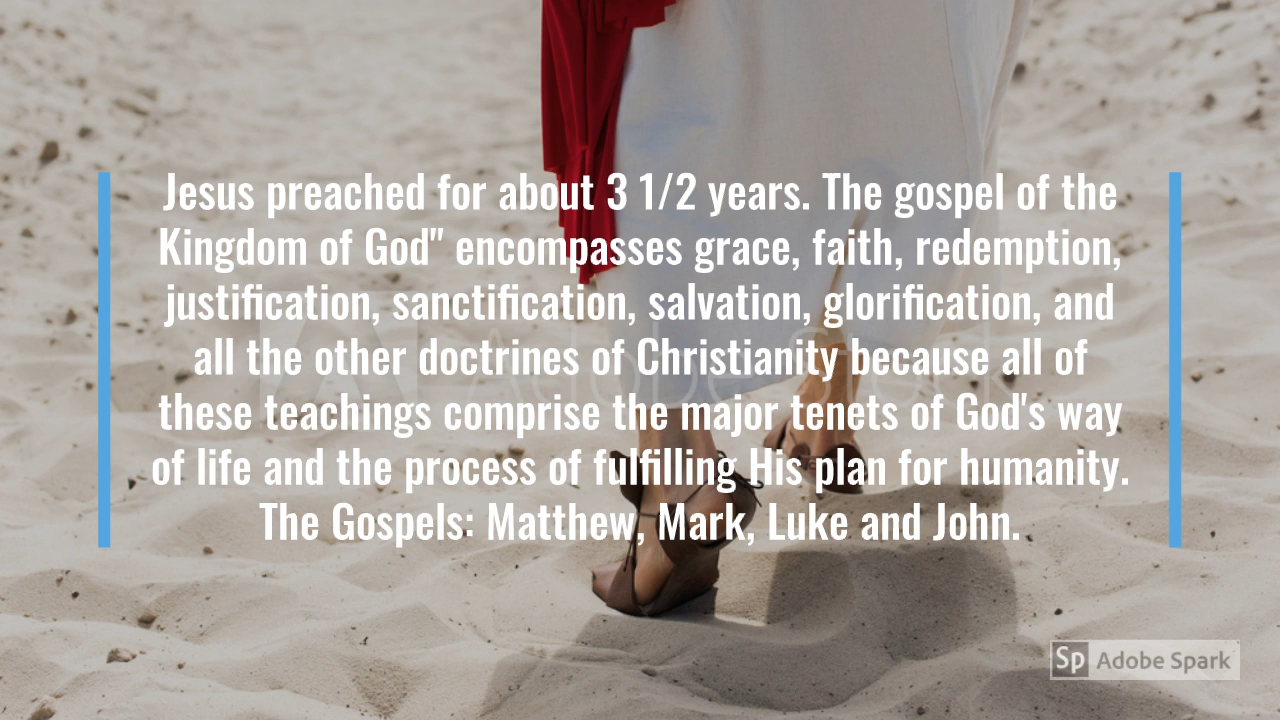 Jesus preached for about 3 1/2 years. The gospel of the
Kingdom of God" encompasses grace, faith, redemption,
justification, sanctification, salvation, glorification, and
all the other doctrines of Christianity because all of
these teachings comprise the major tenets of God's way
of life and the process of fulfilling His plan for humanity.
The Gospels: Matthew, Mark, Luke and John.
Adobe Stock
Sp Adobe Spark